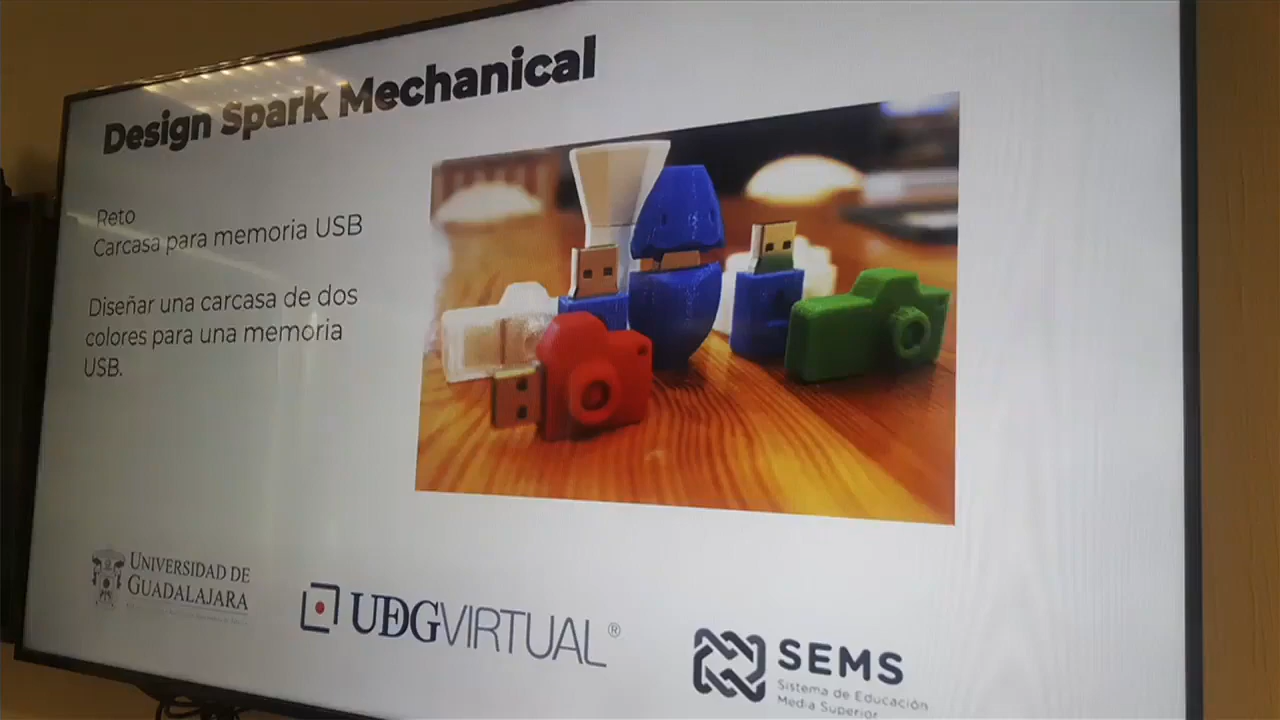 Design Spark Mechanical
Reto
Carcasa para memoria USB
Diseñar una carcasa de dos
colores para una memoria
USB.
UNIVERSIDAD DE
GUADALAJARA
UDGVIRTUAL®
SEMS
Sistema de Educación
Media Superior